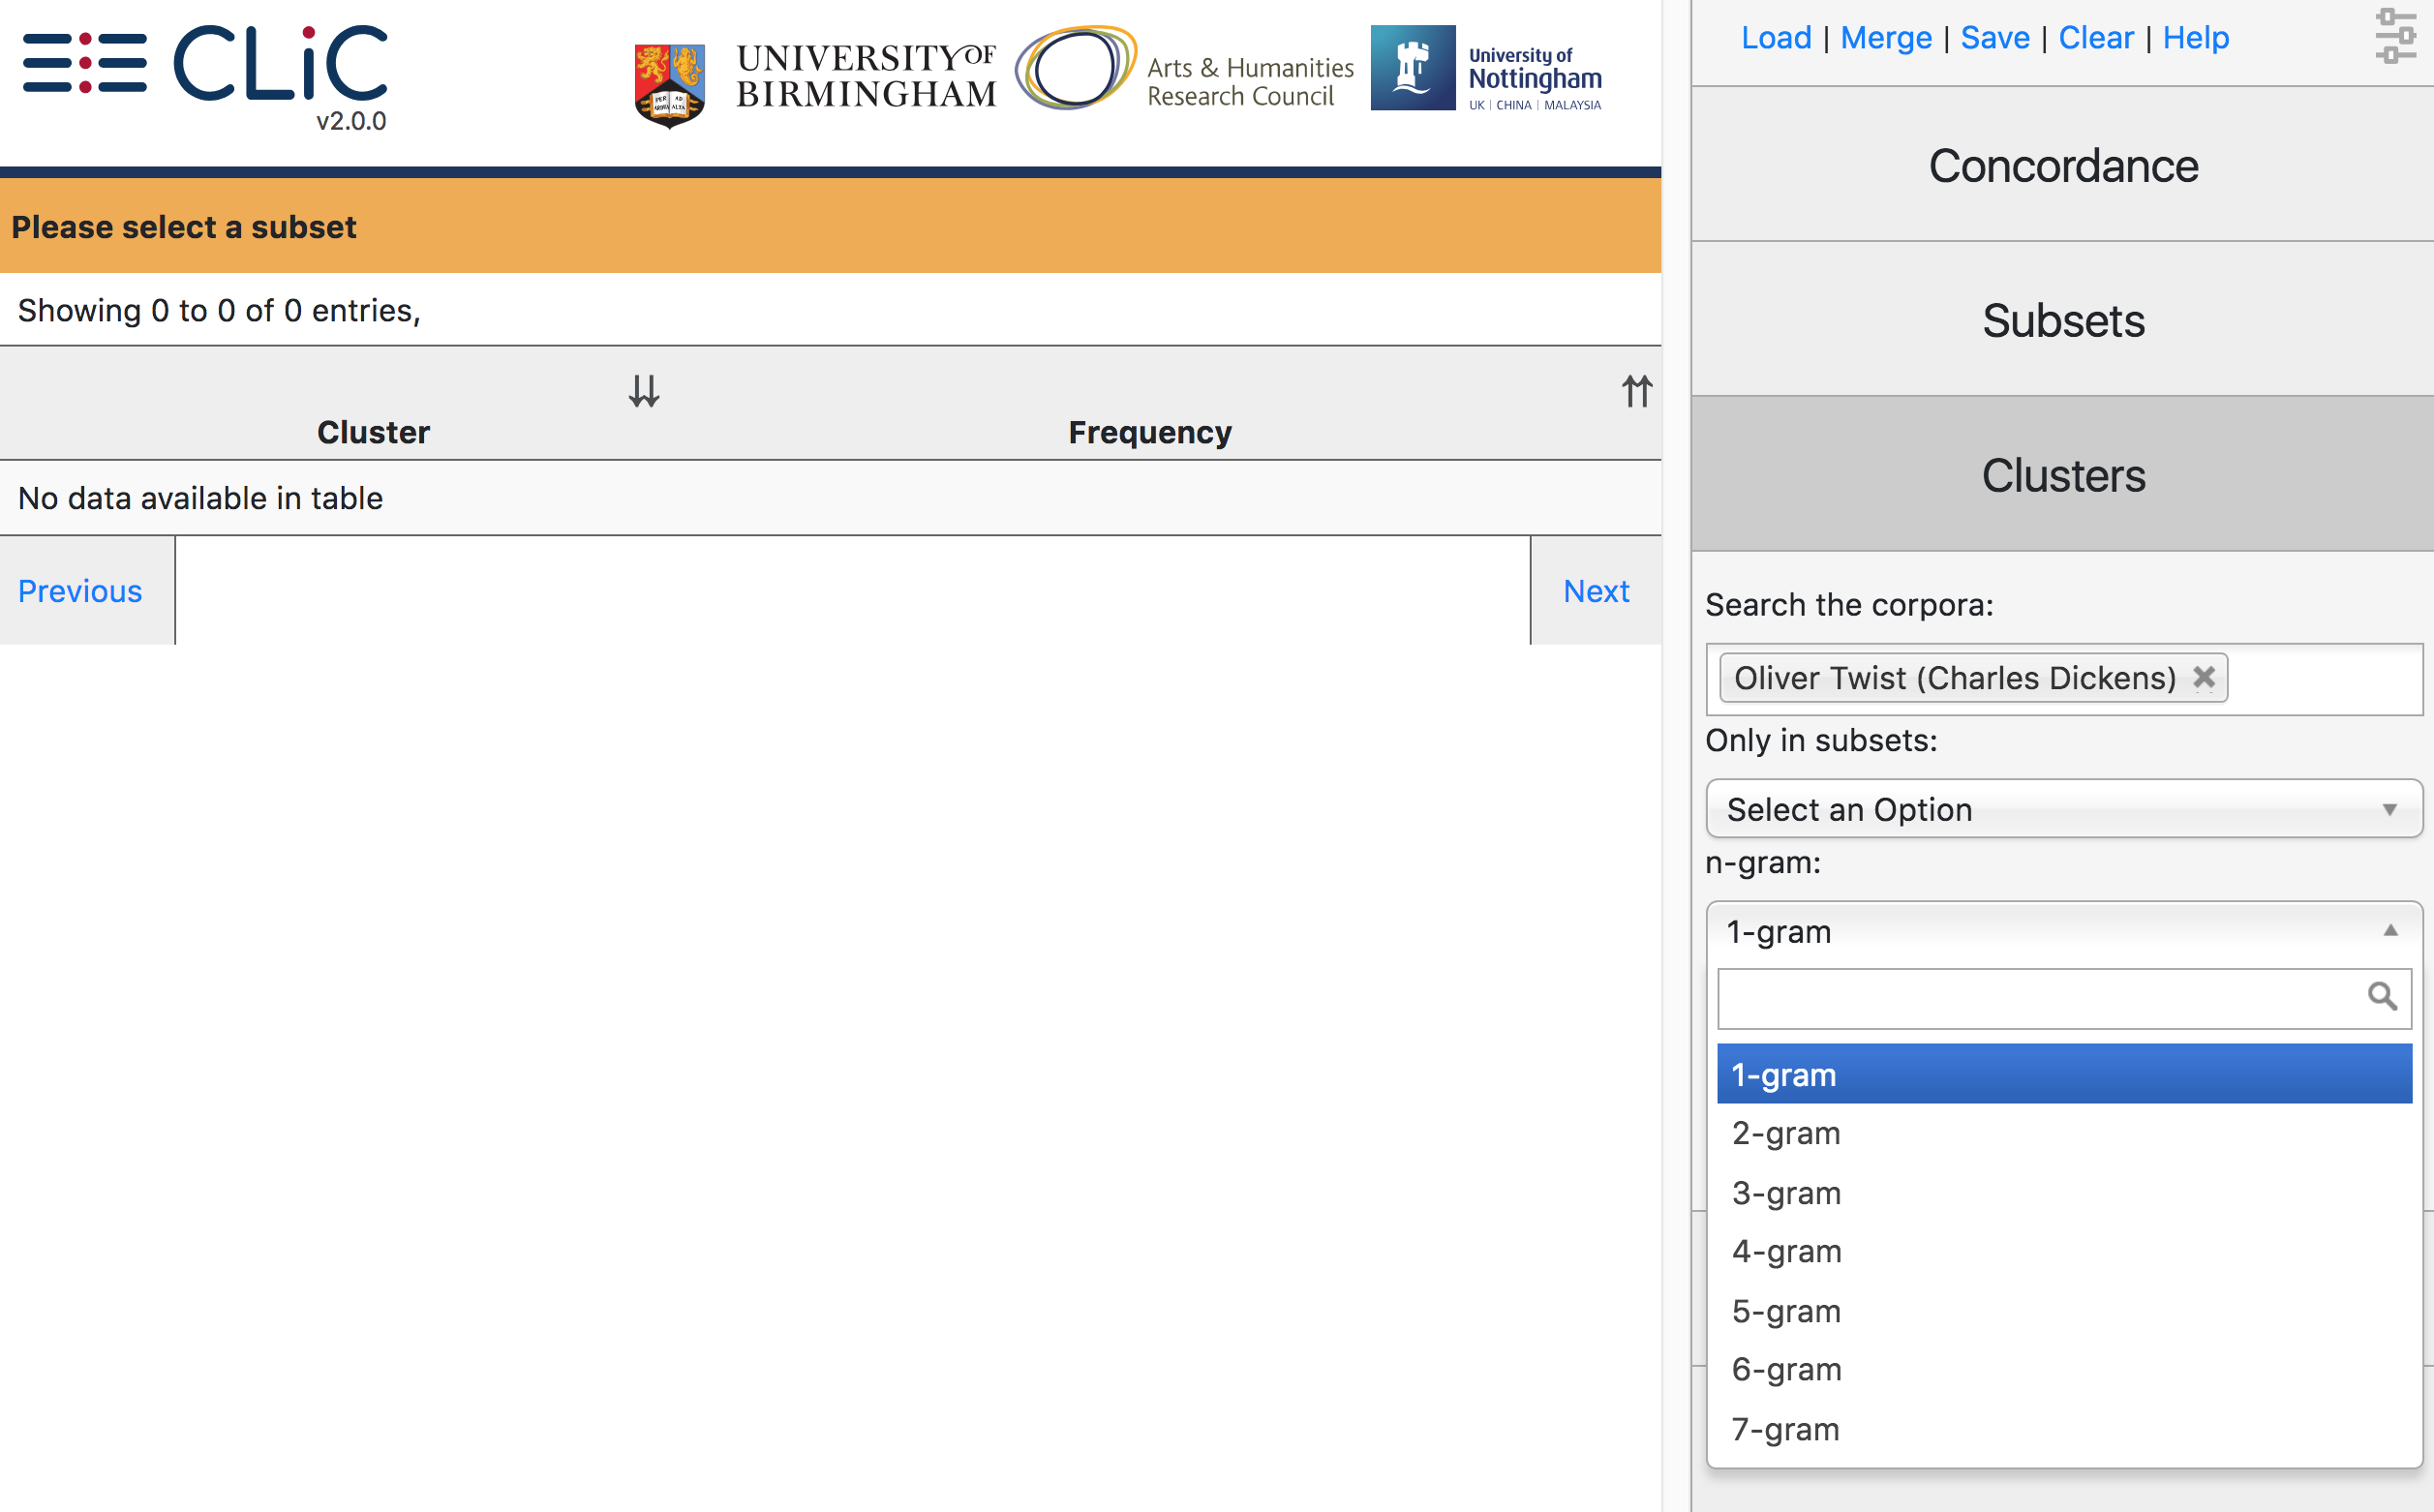 CLiC
v2.0.0
UNIVERSITY OF
BIRMINGHAM
Arts & Humanities
Research Council
University of
Nottingham
UK | CHINA | MALAYSIA
Please select a subset
Showing 0 to 0 of 0 entries,
Cluster Frequency
No data available in table
Previous Next
Load | Merge | Save | Clear | Help
Concordance
Subsets
Clusters
Search the corpora:
Oliver Twist (Charles Dickens)
Only in subsets:
Select an Option
n-gram:
1-gram
1-gram
2-gram
3-gram
4-gram
5-gram
6-gram
7-gram